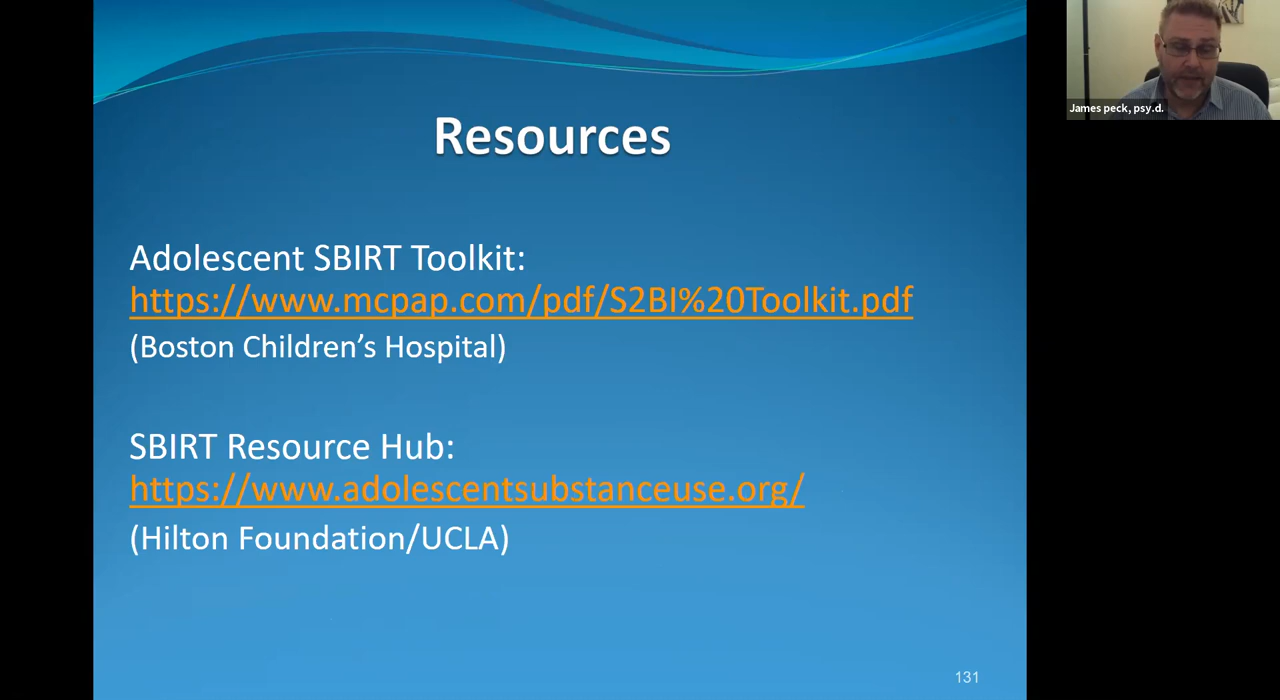 James peck, psy.d.
Resources
Adolescent SBIRT Toolkit:
https://www.mcpap.com/pdf/S2BI%20Toolkit.pdf
(Boston Children’s Hospital)
SBIRT Resource Hub:
https://www.adolescentsubstanceuse.org/
(Hilton Foundation/UCLA)
131